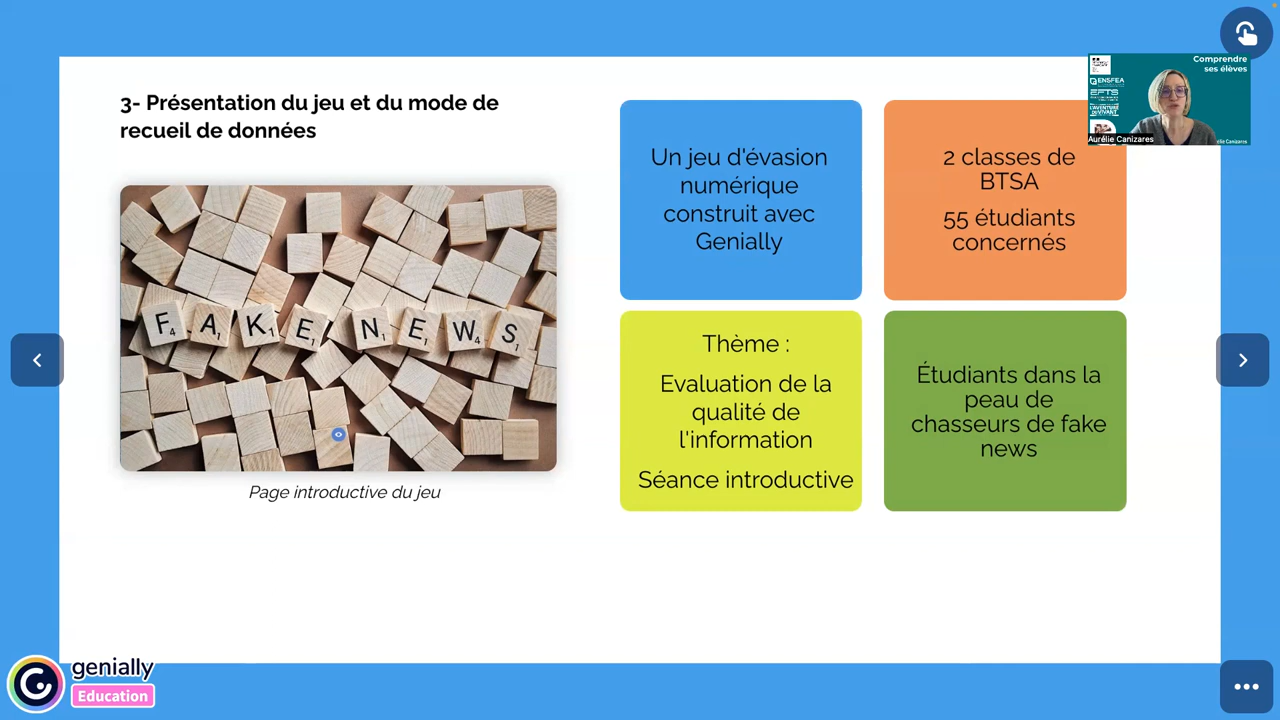 3- Présentation du jeu et du mode de
recueil de données
FAKE NEWS
Page introductive du jeu
Un jeu d'évasion
numérique
construit avec
Genially
2 classes de
BTSA
55 étudiants
concernés
Thème :
Evaluation de la
qualité de
l'information
Séance introductive
Étudiants dans la
peau de
chasseurs de fake
news
Comprendre
ses élèves
ENSFEA
EFTS
Aurélie Canizares
genially
Education